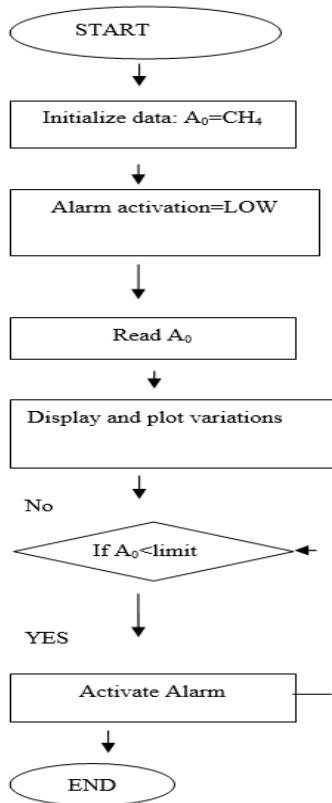 START
Initialize data: A₀=CH₄
Alarm activation=LOW
Read A₀
Display and plot variations
No
If A₀<limit
YES
Activate Alarm
END